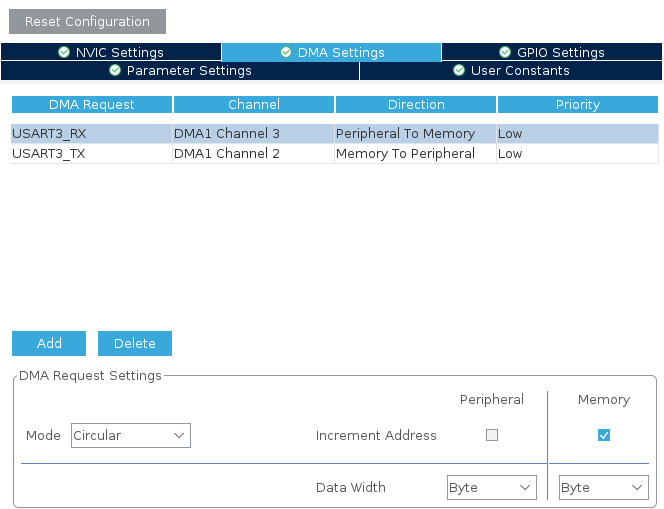 Reset Configuration
NVIC Settings DMA Settings GPIO Settings
Parameter Settings User Constants
DMA Request Channel Direction Priority
USART3_RX DMA1 Channel 3 Peripheral To Memory Low
USART3_TX DMA1 Channel 2 Memory To Peripheral Low
Add Delete
DMA Request Settings
Peripheral Memory
Mode Circular Increment Address
Data Width Byte Byte